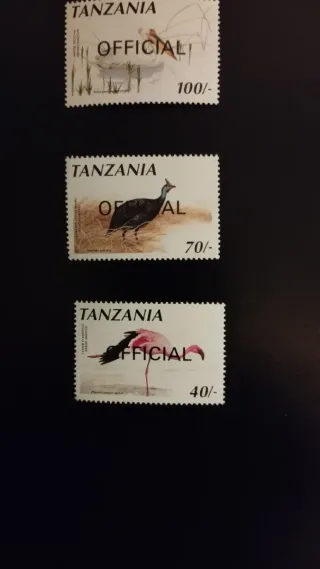 TANZANIA
OFFICIAL
100/-
TANZANIA
OFFICIAL
70/-
TANZANIA
OFFICIAL
40/-